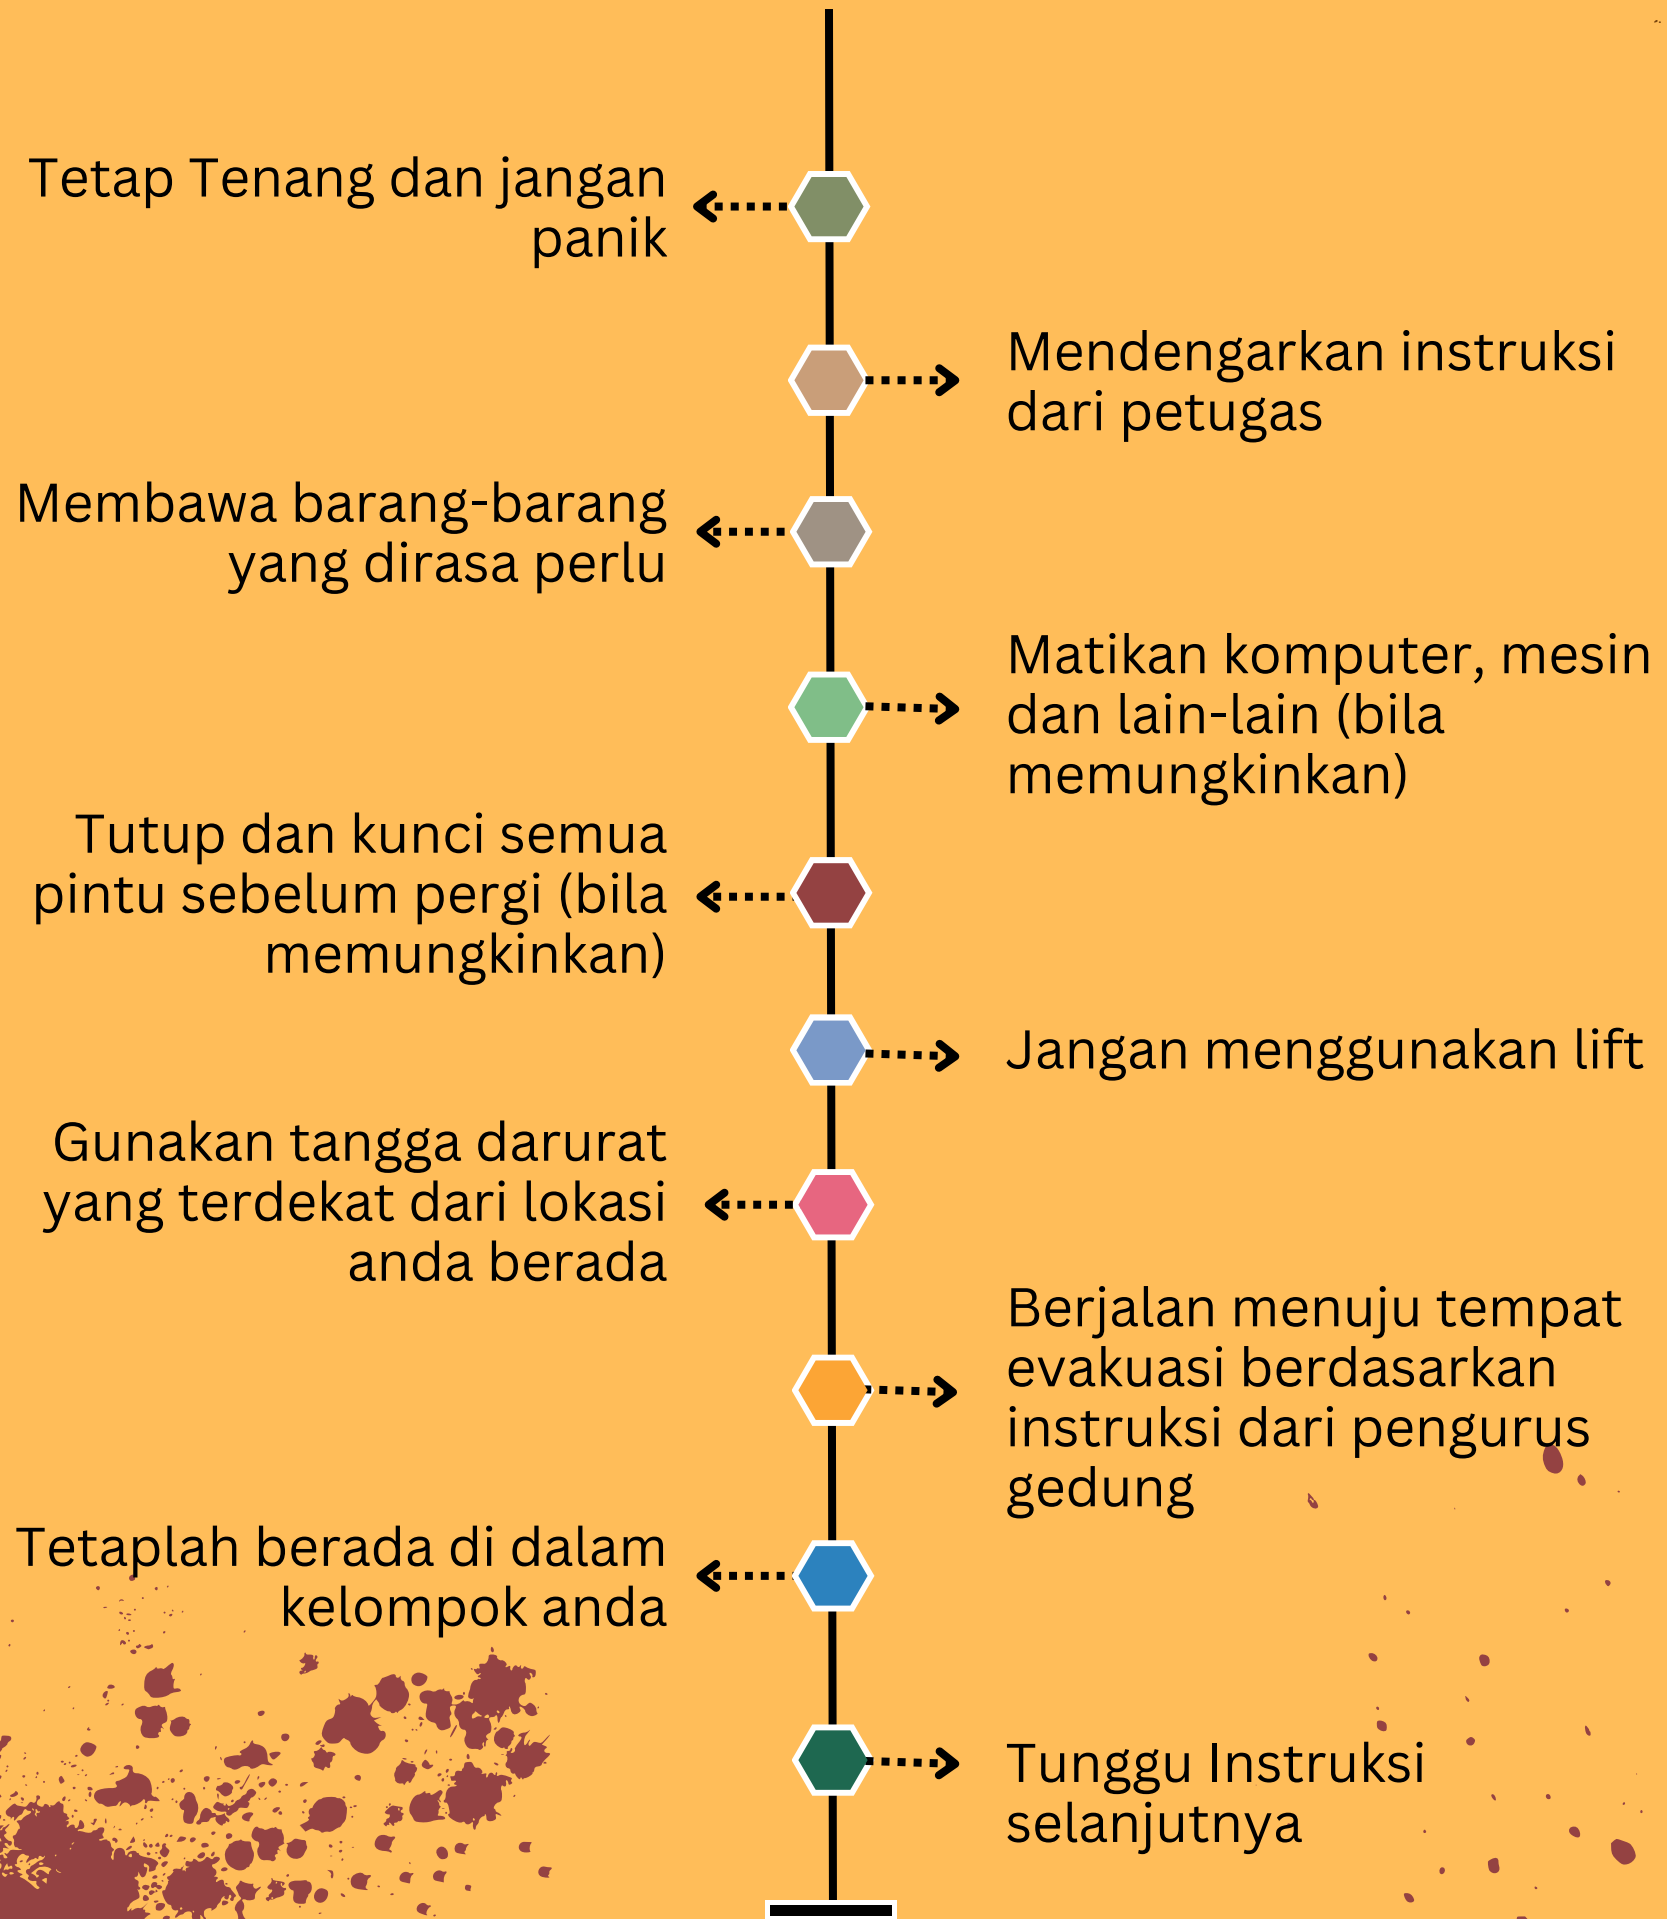 Tetap Tenang dan jangan
panik
Mendengarkan instruksi
dari petugas
Membawa barang-barang
yang dirasa perlu
Matikan komputer, mesin
dan lain-lain (bila
memungkinkan)
Tutup dan kunci semua
pintu sebelum pergi (bila
memungkinkan)
Jangan menggunakan lift
Gunakan tangga darurat
yang terdekat dari lokasi
anda berada
Berjalan menuju tempat
evakuasi berdasarkan
instruksi dari pengurus
gedung
Tetaplah berada di dalam
kelompok anda
Tunggu Instruksi
selanjutnya